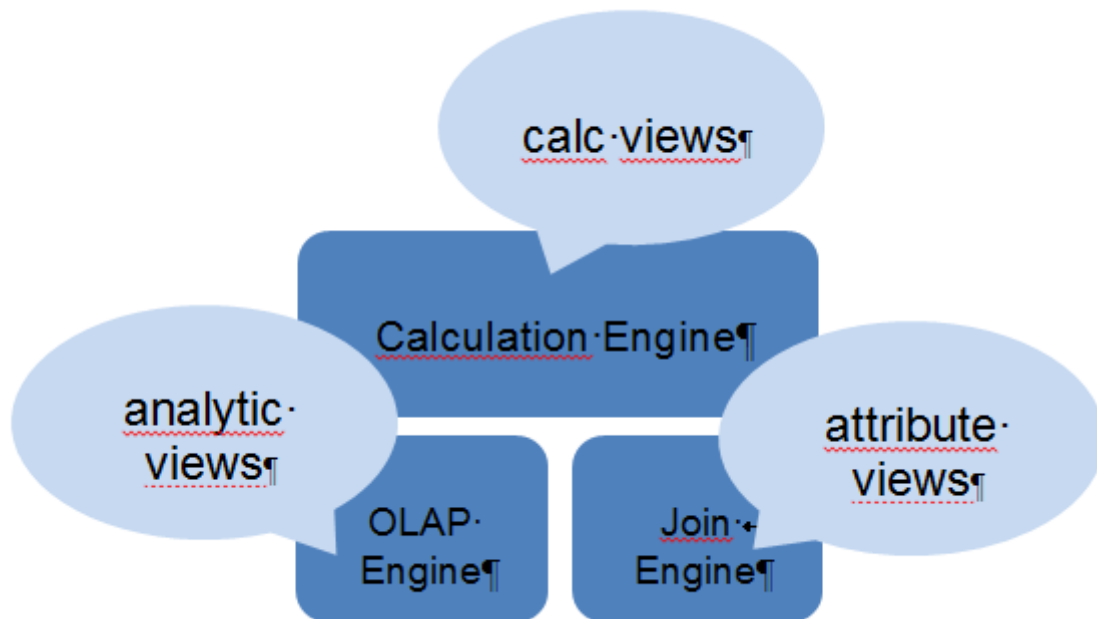 calc·views¶
Calculation·Engine¶
analytic·
views¶
attribute·
views¶
OLAP·
Engine¶
Join·↵
Engine¶